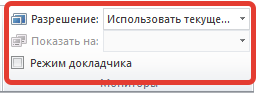 Разрешение: Использовать текуще...
Показать на:
Режим докладчика
Мониторы